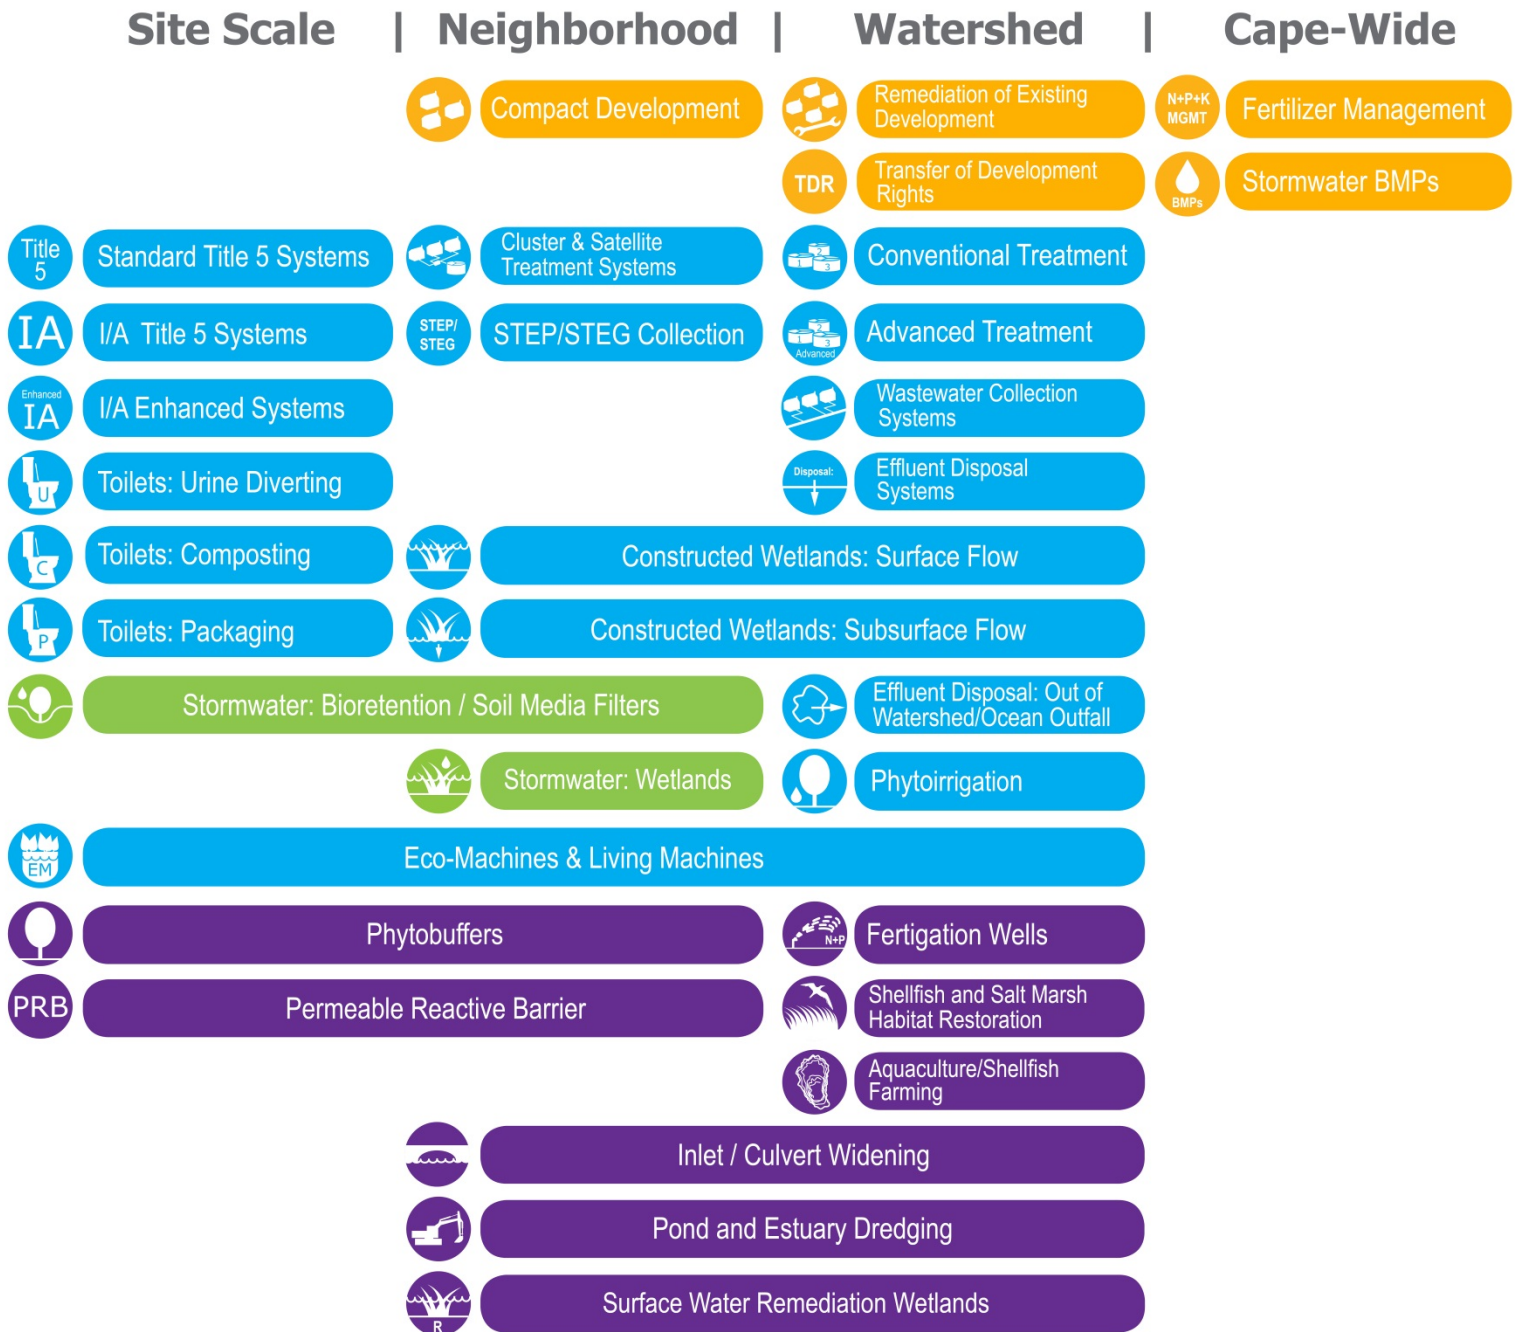 Site Scale | Neighborhood | Watershed | Cape-Wide
Compact Development
Remediation of Existing
Development
N+P+K
MGMT
Fertilizer Management
TDR
Transfer of Development
Rights
BMPs
Stormwater BMPs
Title
5
Standard Title 5 Systems
Cluster & Satellite
Treatment Systems
1 2 3
Conventional Treatment
IA
I/A Title 5 Systems
STEP/
STEG
STEP/STEG Collection
2 3
Advanced
Advanced Treatment
Enhanced
IA
I/A Enhanced Systems
Wastewater Collection
Systems
U
Toilets: Urine Diverting
Disposal:
Effluent Disposal
Systems
C
Toilets: Composting
Constructed Wetlands: Surface Flow
P
Toilets: Packaging
Constructed Wetlands: Subsurface Flow
Stormwater: Bioretention / Soil Media Filters
Effluent Disposal: Out of
Watershed/Ocean Outfall
Stormwater: Wetlands
Phytoirrigation
EM
Eco-Machines & Living Machines
Phytobuffers
N+P
Fertigation Wells
PRB
Permeable Reactive Barrier
Shellfish and Salt Marsh
Habitat Restoration
Aquaculture/Shellfish
Farming
Inlet / Culvert Widening
Pond and Estuary Dredging
R
Surface Water Remediation Wetlands